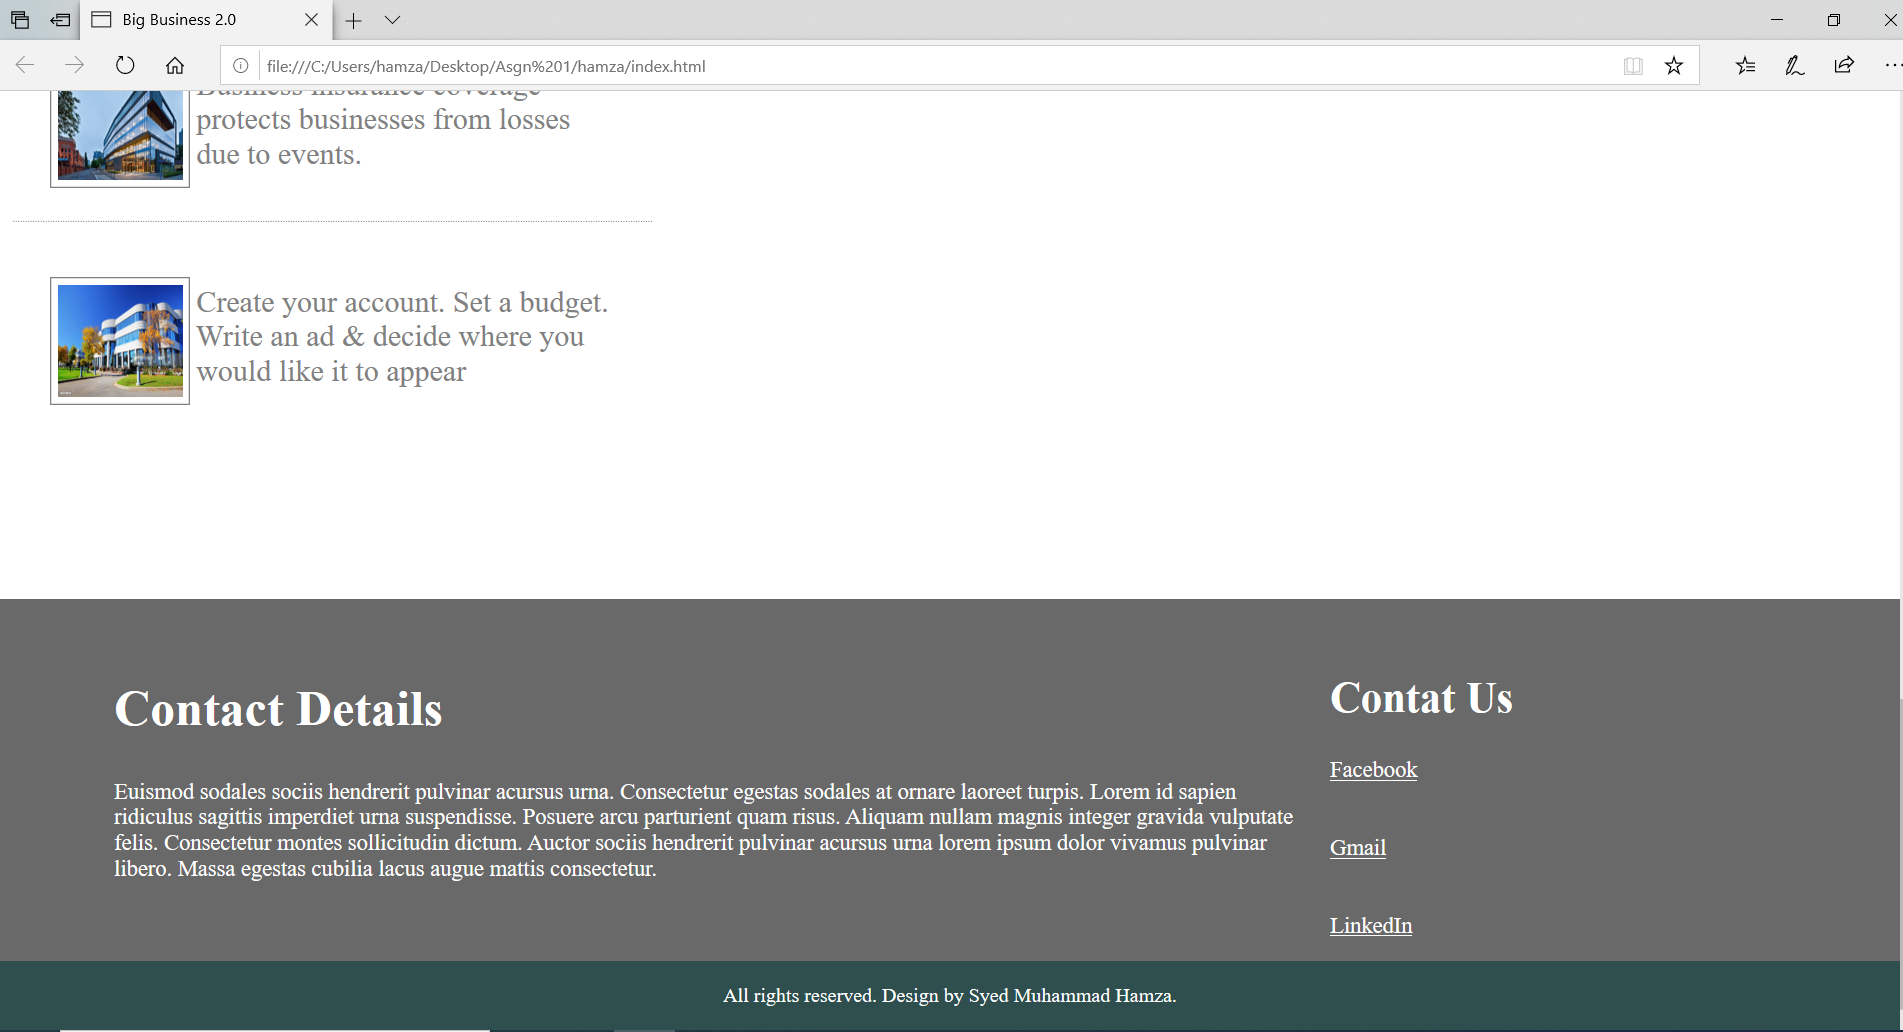 Big Business 2.0
file:///C:/Users/hamza/Desktop/Asgn%201/hamza/index.html
Business insurance coverage
protects businesses from losses
due to events.
Create your account. Set a budget.
Write an ad & decide where you
would like it to appear
Contact Details
Euismod sodales sociis hendrerit pulvinar acursus urna. Consectetur egestas sodales at ornare laoreet turpis. Lorem id sapien
ridiculus sagittis imperdiet urna suspendisse. Posuere arcu parturient quam risus. Aliquam nullam magnis integer gravida vulputate
felis. Consectetur montes sollicitudin dictum. Auctor sociis hendrerit pulvinar acursus urna lorem ipsum dolor vivamus pulvinar
libero. Massa egestas cubilia lacus augue mattis consectetur.
Contat Us
Facebook
Gmail
LinkedIn
All rights reserved. Design by Syed Muhammad Hamza.